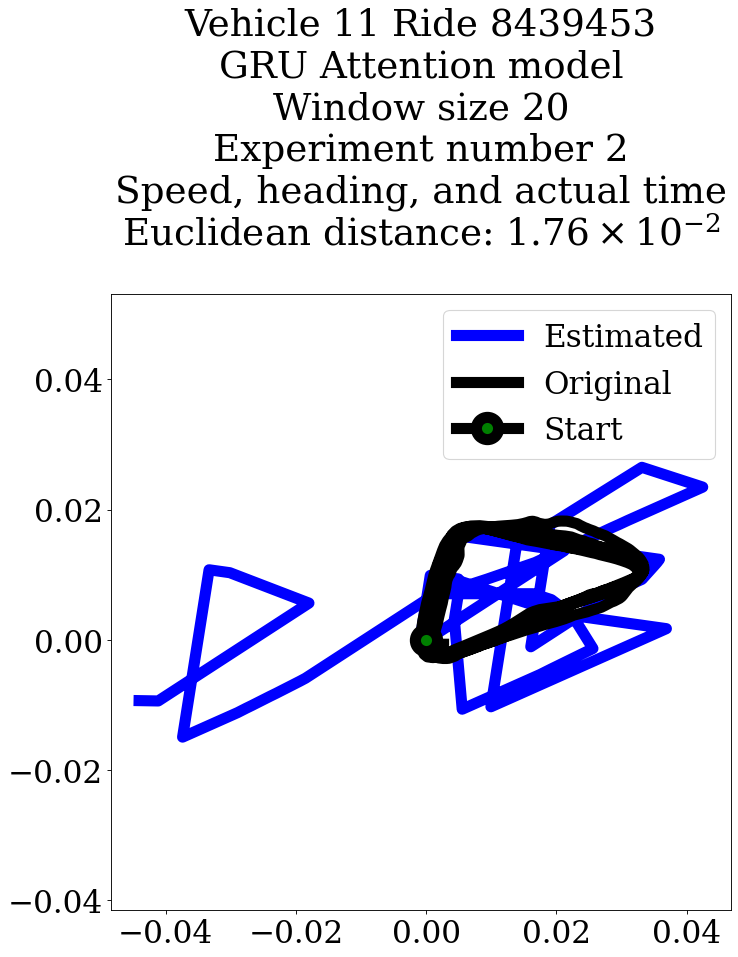 Vehicle 11 Ride 8439453
GRU Attention model
Window size 20
Experiment number 2
Speed, heading, and actual time
Euclidean distance: 1.76 × 10⁻²
Estimated
Original
Start
0.04
0.02
0.00
−0.02
−0.04
−0.04 −0.02 0.00 0.02 0.04